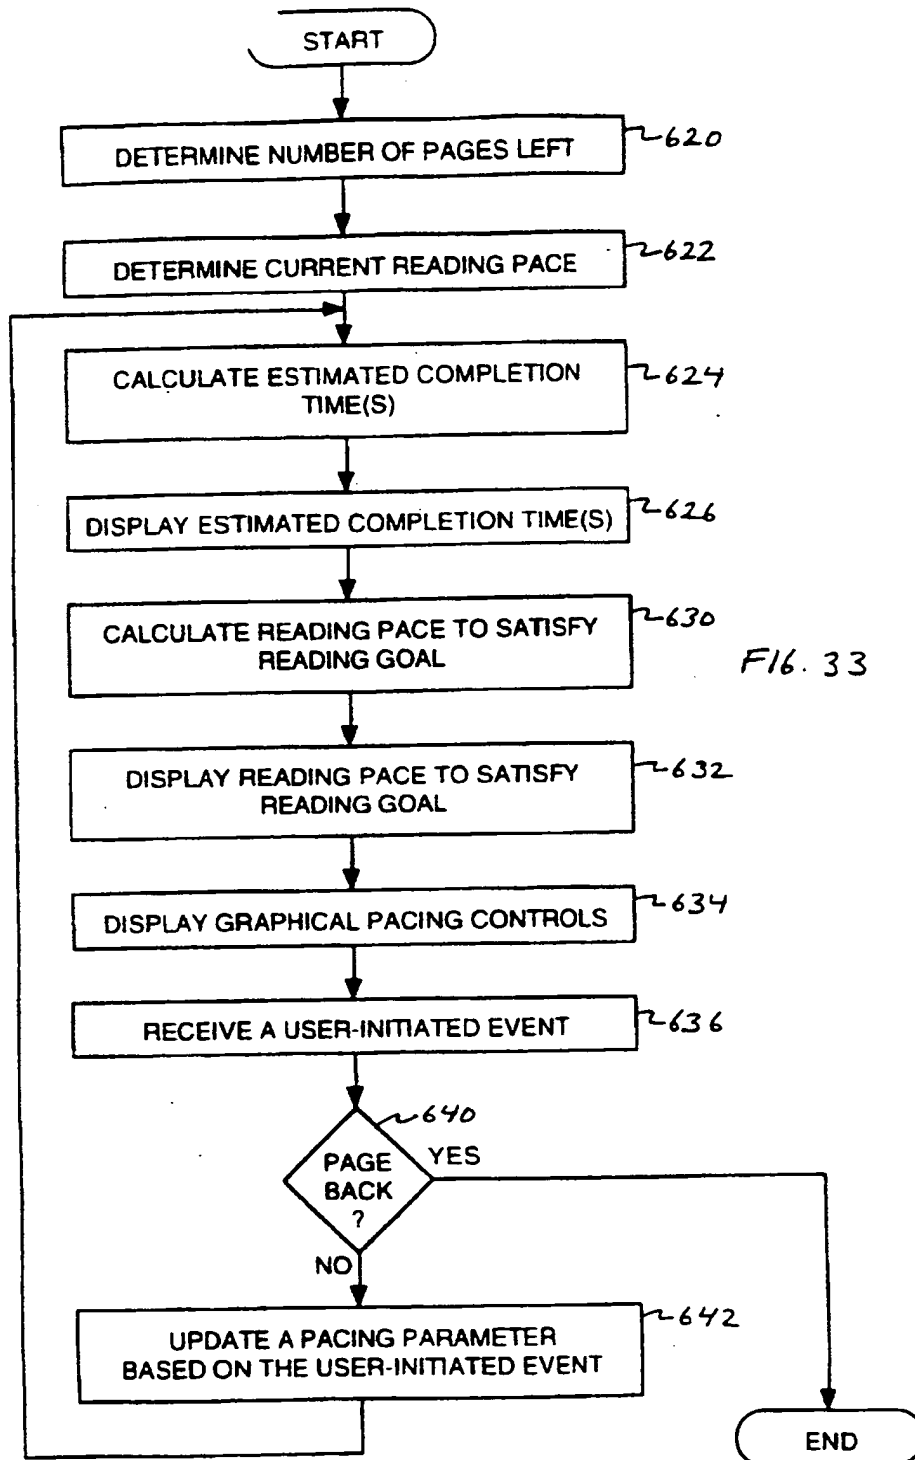 START
DETERMINE NUMBER OF PAGES LEFT
620
DETERMINE CURRENT READING PACE
622
CALCULATE ESTIMATED COMPLETION
TIME(S)
624
DISPLAY ESTIMATED COMPLETION TIME(S)
626
CALCULATE READING PACE TO SATISFY
READING GOAL
630
FIG. 33
DISPLAY READING PACE TO SATISFY
READING GOAL
632
DISPLAY GRAPHICAL PACING CONTROLS
634
RECEIVE A USER-INITIATED EVENT
636
640
PAGE
BACK
?
YES
NO
UPDATE A PACING PARAMETER
BASED ON THE USER-INITIATED EVENT
642
END